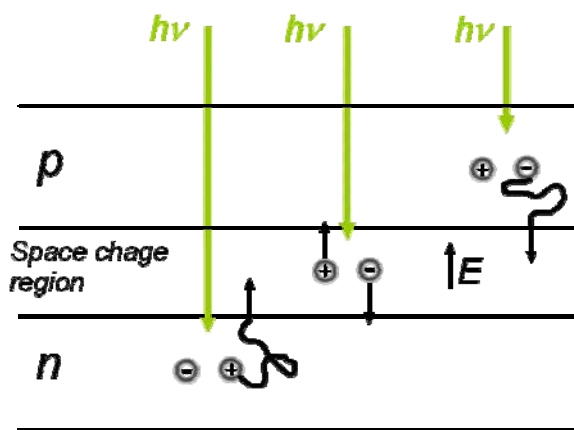 hν hν hν
p
Space chage
region
E
n